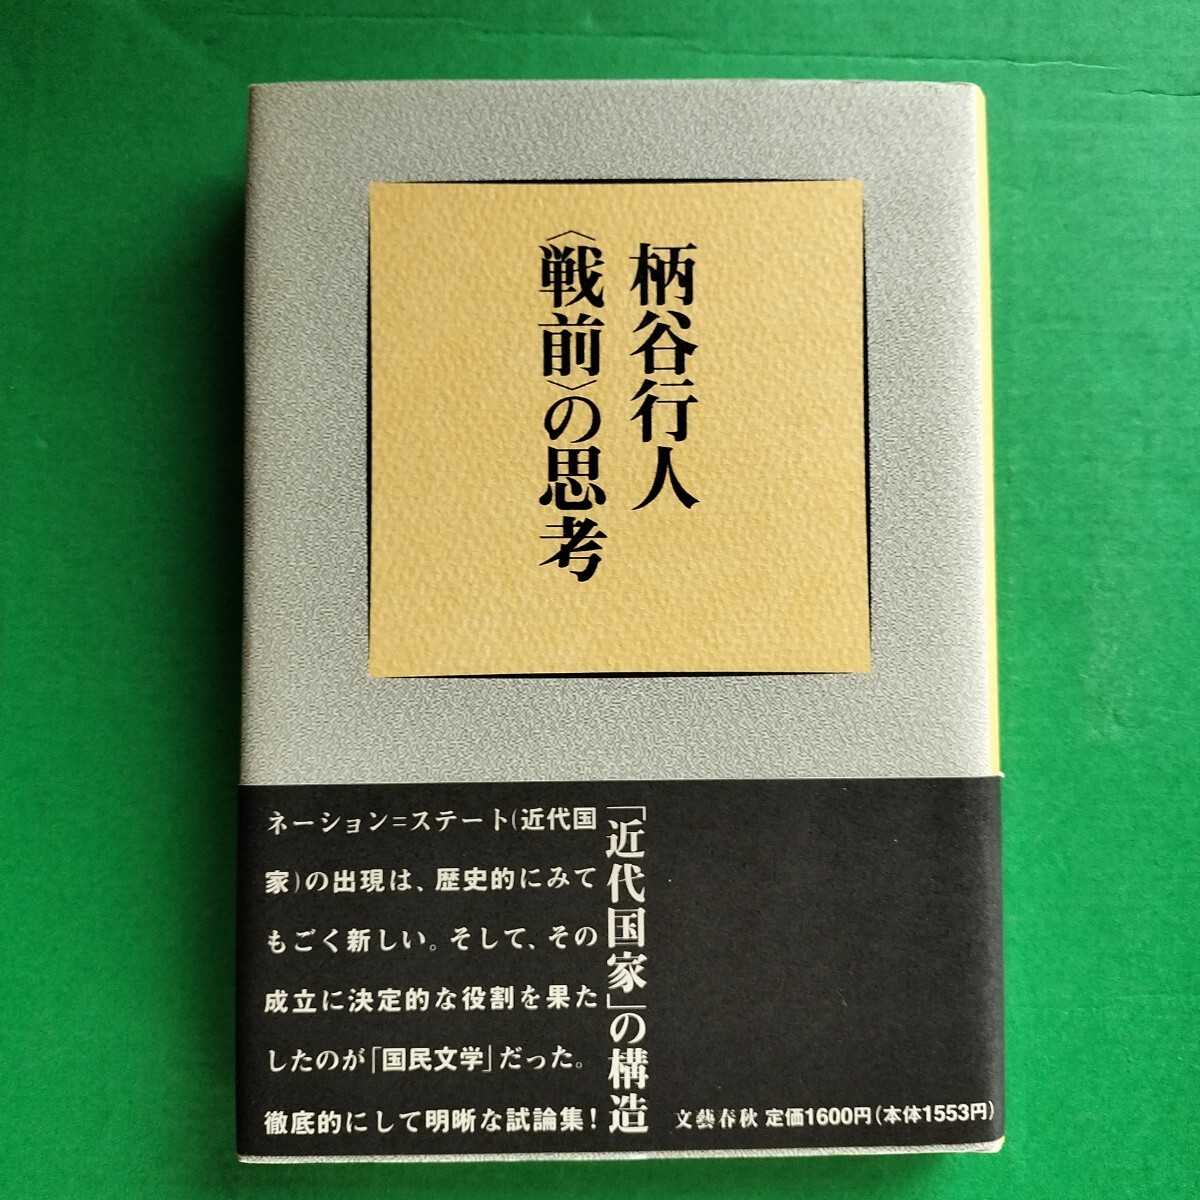 柄谷行人
〈戦前〉の思考
「近代国家」の構造
ネーション=ステート(近代国
家)の出現は、歴史的にみて
もごく新しい。そして、その
成立に決定的な役割を果た
したのが「国民文学」だった。
徹底的にして明晰な試論集!
文藝春秋 定価1600円(本体1553円)